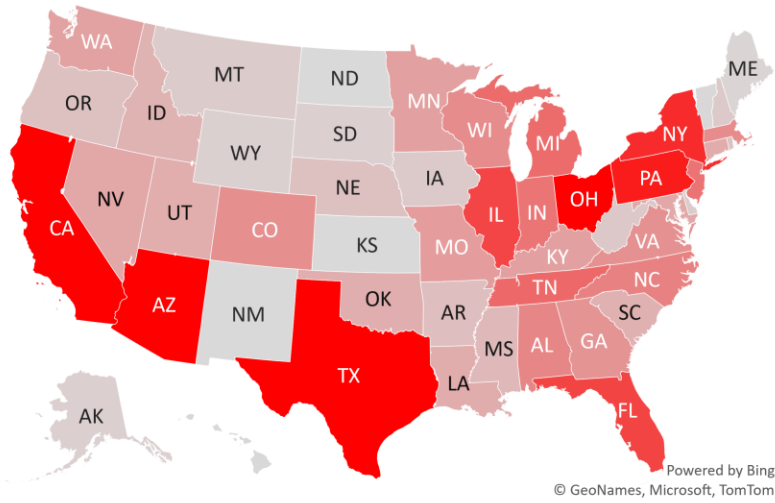 WA
MT
ND
ME
OR
ID
MN
SD
WI
NY
WY
MI
PA
IA
NE
NV
UT
CO
IL
IN
OH
CA
KS
MO
KY
VA
AZ
NM
OK
AR
TN
NC
TX
MS
AL
GA
SC
LA
AK
FL
Powered by Bing
© GeoNames, Microsoft, TomTom